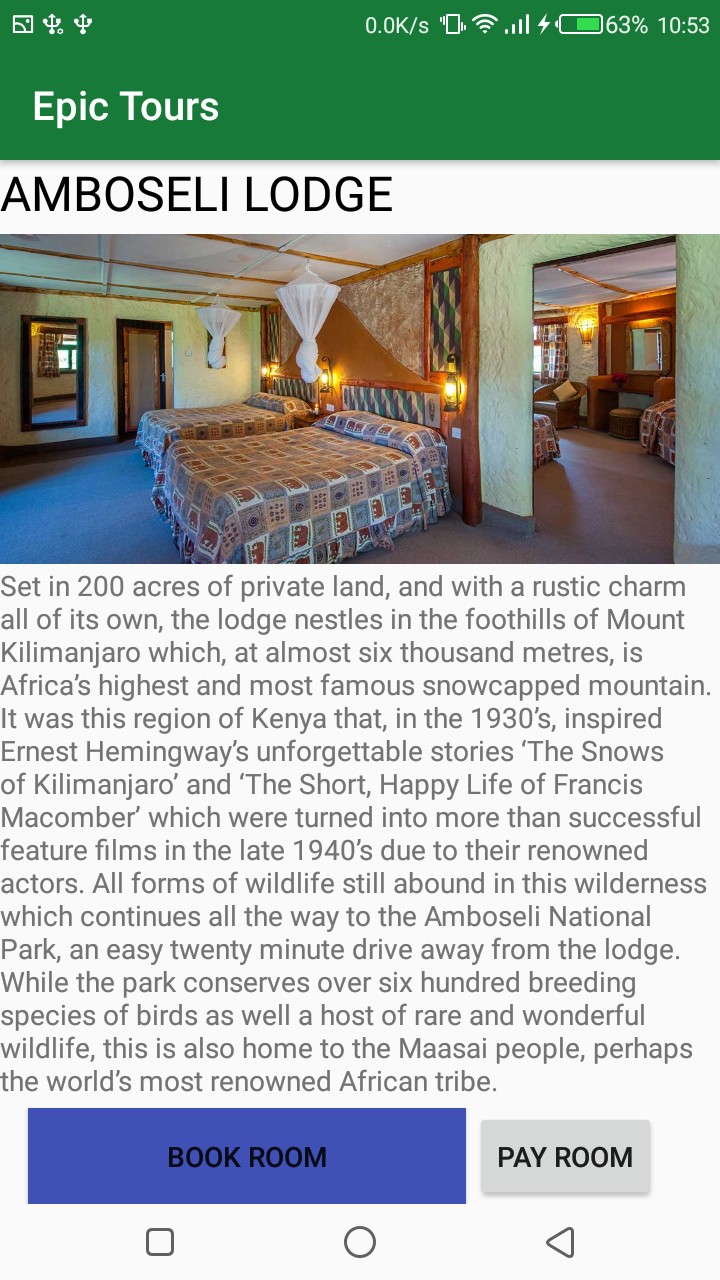 0.0K/s 63% 10:53
Epic Tours
AMBOSELI LODGE
Set in 200 acres of private land, and with a rustic charm
all of its own, the lodge nestles in the foothills of Mount
Kilimanjaro which, at almost six thousand metres, is
Africa’s highest and most famous snowcapped mountain.
It was this region of Kenya that, in the 1930’s, inspired
Ernest Hemingway’s unforgettable stories ‘The Snows
of Kilimanjaro’ and ‘The Short, Happy Life of Francis
Macomber’ which were turned into more than successful
feature films in the late 1940’s due to their renowned
actors. All forms of wildlife still abound in this wilderness
which continues all the way to the Amboseli National
Park, an easy twenty minute drive away from the lodge.
While the park conserves over six hundred breeding
species of birds as well a host of rare and wonderful
wildlife, this is also home to the Maasai people, perhaps
the world’s most renowned African tribe.
BOOK ROOM PAY ROOM